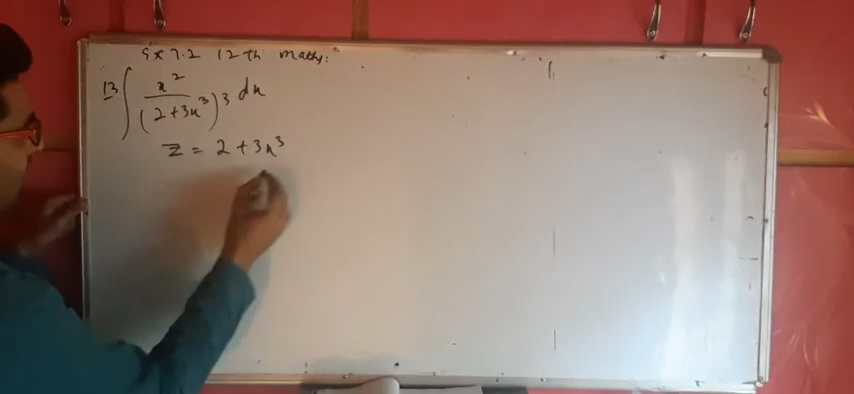 Ex 7.2 12th maths:
13 ∫ x² / (2+3x³)³ dx
z = 2 + 3x³